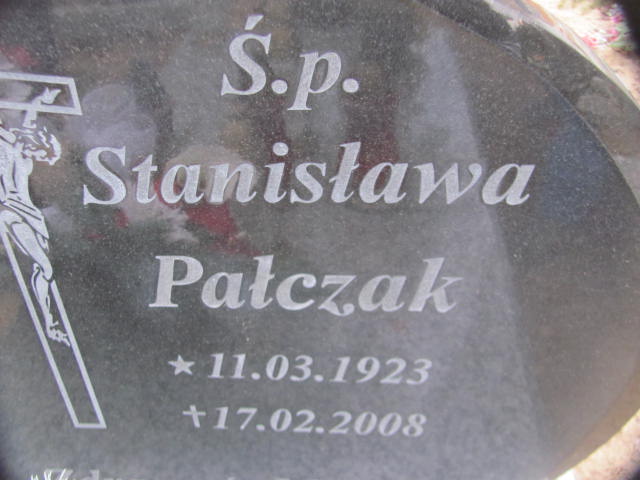 Ś.p.
Stanisława
Pałczak
★ 11.03.1923
✝ 17.02.2008